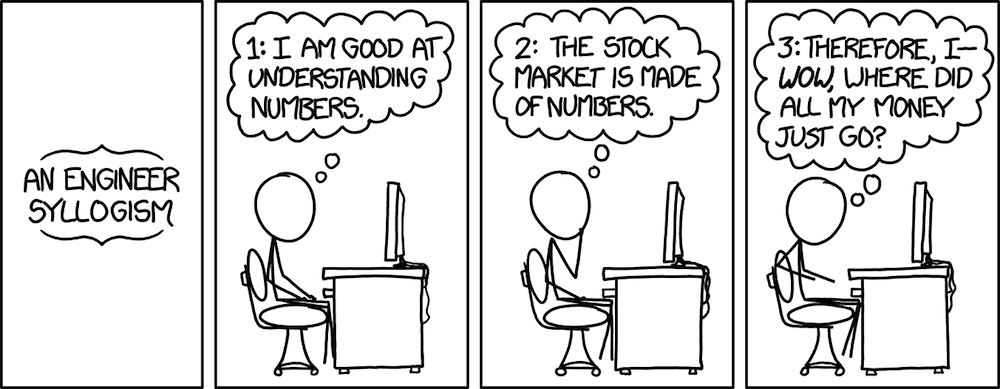 AN ENGINEER
SYLLOGISM
1: I AM GOOD AT
UNDERSTANDING
NUMBERS.
2: THE STOCK
MARKET IS MADE
OF NUMBERS.
3: THEREFORE, I—
WOW, WHERE DID
ALL MY MONEY
JUST GO?